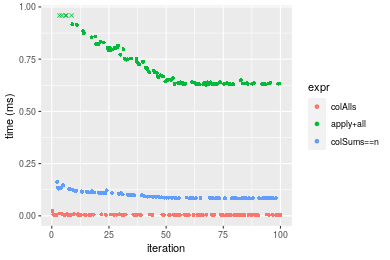 1.00
0.75
0.50
0.25
0.00
time (ms)
0
25
50
75
100
iteration
expr
colAlls
apply+all
colSums==n